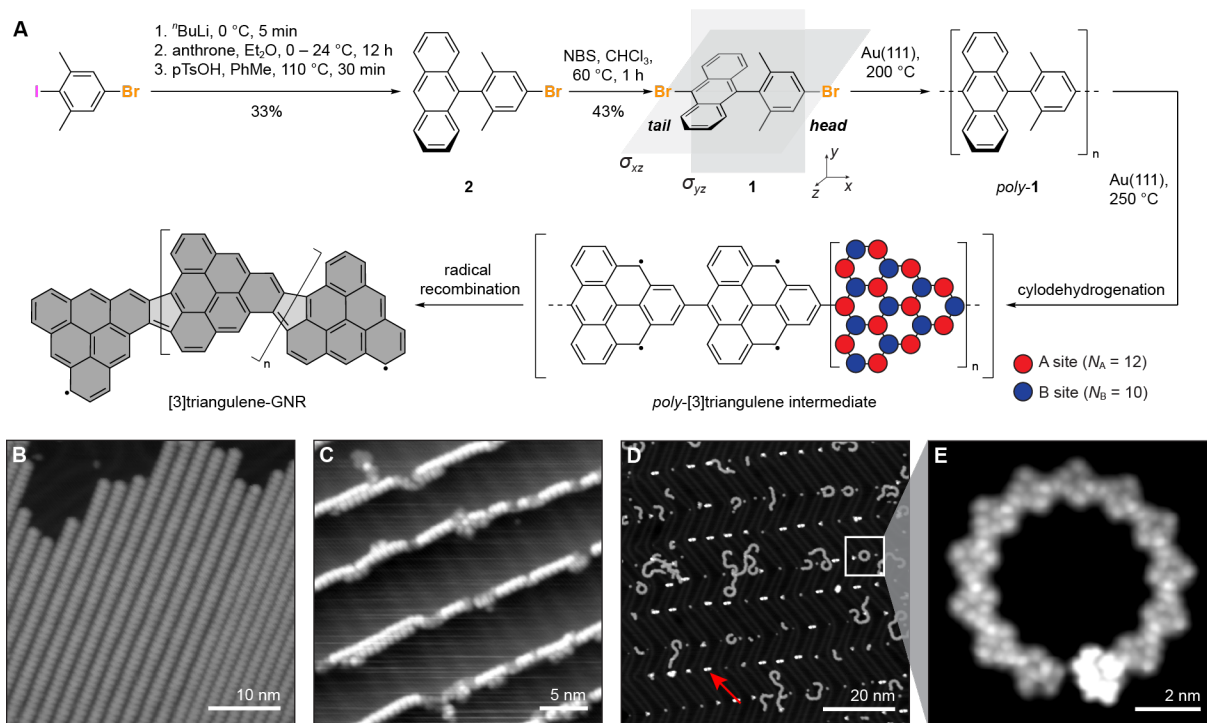 A
1. ⁿBuLi, 0 °C, 5 min
2. anthrone, Et₂O, 0 – 24 °C, 12 h
3. pTsOH, PhMe, 110 °C, 30 min
33%
I
Br
Br
2
NBS, CHCl₃,
60 °C, 1 h
43%
Br
Br
tail
head
σxz
σyz
1
y
z
x
Au(111),
200 °C
n
poly-1
Au(111),
250 °C
n
[3]triangulene-GNR
radical
recombination
n
poly-[3]triangulene intermediate
cylodehydrogenation
A site (N_A = 12)
B site (N_B = 10)
B
10 nm
C
5 nm
D
20 nm
E
2 nm